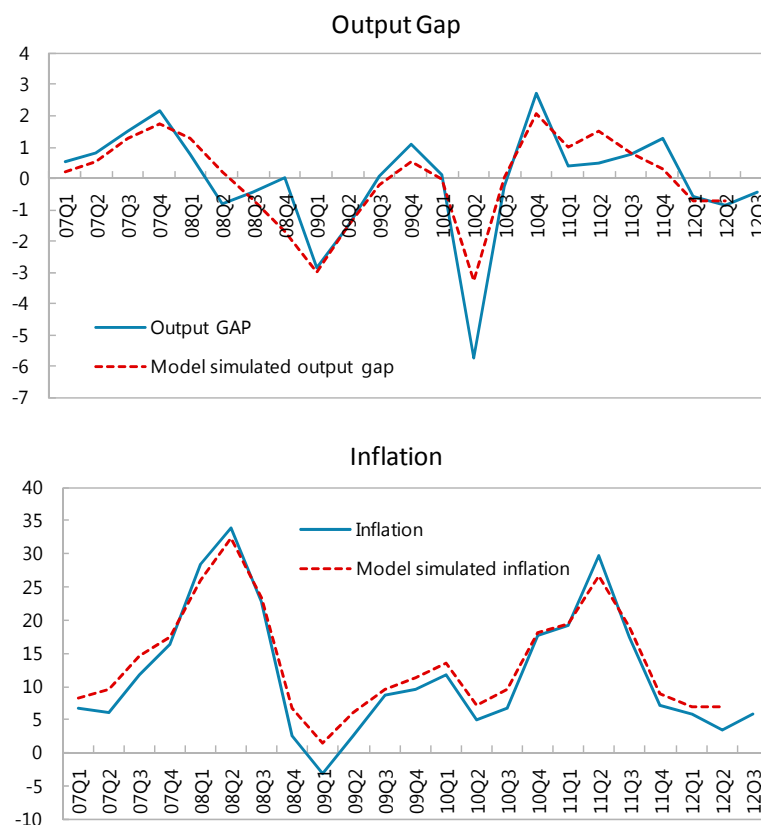 Output Gap
4
3
2
1
0
-1
-2
-3
-4
-5
-6
-7
07Q1 07Q2 07Q3 07Q4 08Q1 08Q2 08Q3 08Q4 09Q1 09Q2 09Q3 09Q4 10Q1 10Q2 10Q3 10Q4 11Q1 11Q2 11Q3 11Q4 12Q1 12Q2 12Q3
Output GAP
Model simulated output gap
Inflation
40
35
30
25
20
15
10
5
0
-5
-10
Inflation
Model simulated inflation
07Q1 07Q2 07Q3 07Q4 08Q1 08Q2 08Q3 08Q4 09Q1 09Q2 09Q3 09Q4 10Q1 10Q2 10Q3 10Q4 11Q1 11Q2 11Q3 11Q4 12Q1 12Q2 12Q3